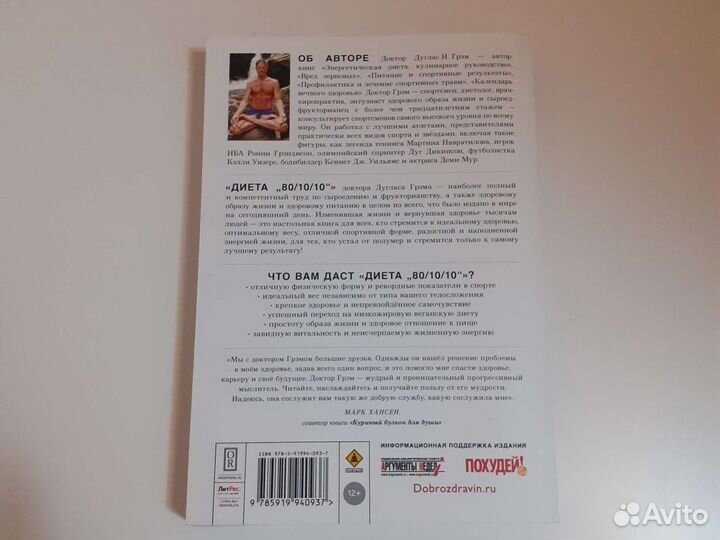 ОБ АВТОРЕ Доктор Дуглас Н. Грэм — автор
книг «Энергетическая диета: кулинарное руководство»,
«Вред зерновых», «Питание и спортивные результаты»,
«Профилактика и лечение спортивных травм», «Календарь
вечного здоровья». Доктор Грэм — спортсмен, диетолог, врач-
хиропрактик, энтузиаст здорового образа жизни и сыроед-
фрукторианец с более чем тридцатилетним стажем —
консультирует спортсменов самого высокого уровня по всему
миру. Он работал с лучшими атлетами, представителями
практически всех видов спорта и звёздами, включая такие
фигуры, как легенда тенниса Мартина Навратилова, игрок
НБА Ронни Грэндисон, олимпийский спринтер Дуг Дикинсон, футболистка
Кэлли Уизерс, бодибилдер Кеннет Дж. Уильямс и актриса Деми Мур.
«ДИЕТА „80/10/10“» доктора Дугласа Грэма — наиболее полный
и компетентный труд по сыроедению и фрукторианству, а также здоровому
образу жизни и здоровому питанию в целом из всего, что было издано в мире
на сегодняшний день. Изменившая жизни и вернувшая здоровье тысячам
людей — это настольная книга для всех, кто стремится к идеальному здоровью,
оптимальному весу, отличной спортивной форме, радостной и наполненной
энергией жизни, для тех, кто устал от полумер и стремится только к самому
лучшему результату!
ЧТО ВАМ ДАСТ «ДИЕТА „80/10/10“»?
· отличную физическую форму и рекордные показатели в спорте
· идеальный вес независимо от типа вашего телосложения
· крепкое здоровье и непревзойдённое самочувствие
· успешный переход на низкожировую веганскую диету
· простоту образа жизни и здоровое отношение к пище
· завидную витальность и неисчерпаемую жизненную энергию
«Мы с доктором Грэмом большие друзья. Однажды он нашёл решение проблемы
в моём здоровье, задав всего один вопрос, и это помогло мне спасти здоровье,
карьеру и своё будущее. Доктор Грэм — мудрый и проницательный прогрессивный
мыслитель. Читайте, наслаждайтесь и получайте пользу от его мудрости.
Надеюсь, она сослужит вам такую же добрую службу, какую сослужила мне».
МАРК ХАНСЕН,
соавтор книги «Куриный бульон для души»
OR
ЛитРес:
ISBN 978-5-91994-093-7
9 785919 940937 >
12+
ИНФОРМАЦИОННАЯ ПОДДЕРЖКА ИЗДАНИЯ
АРГУМЕНТЫ НЕДЕЛИ
ПОХУДЕЙ!
Dobrozdravin.ru
Avito